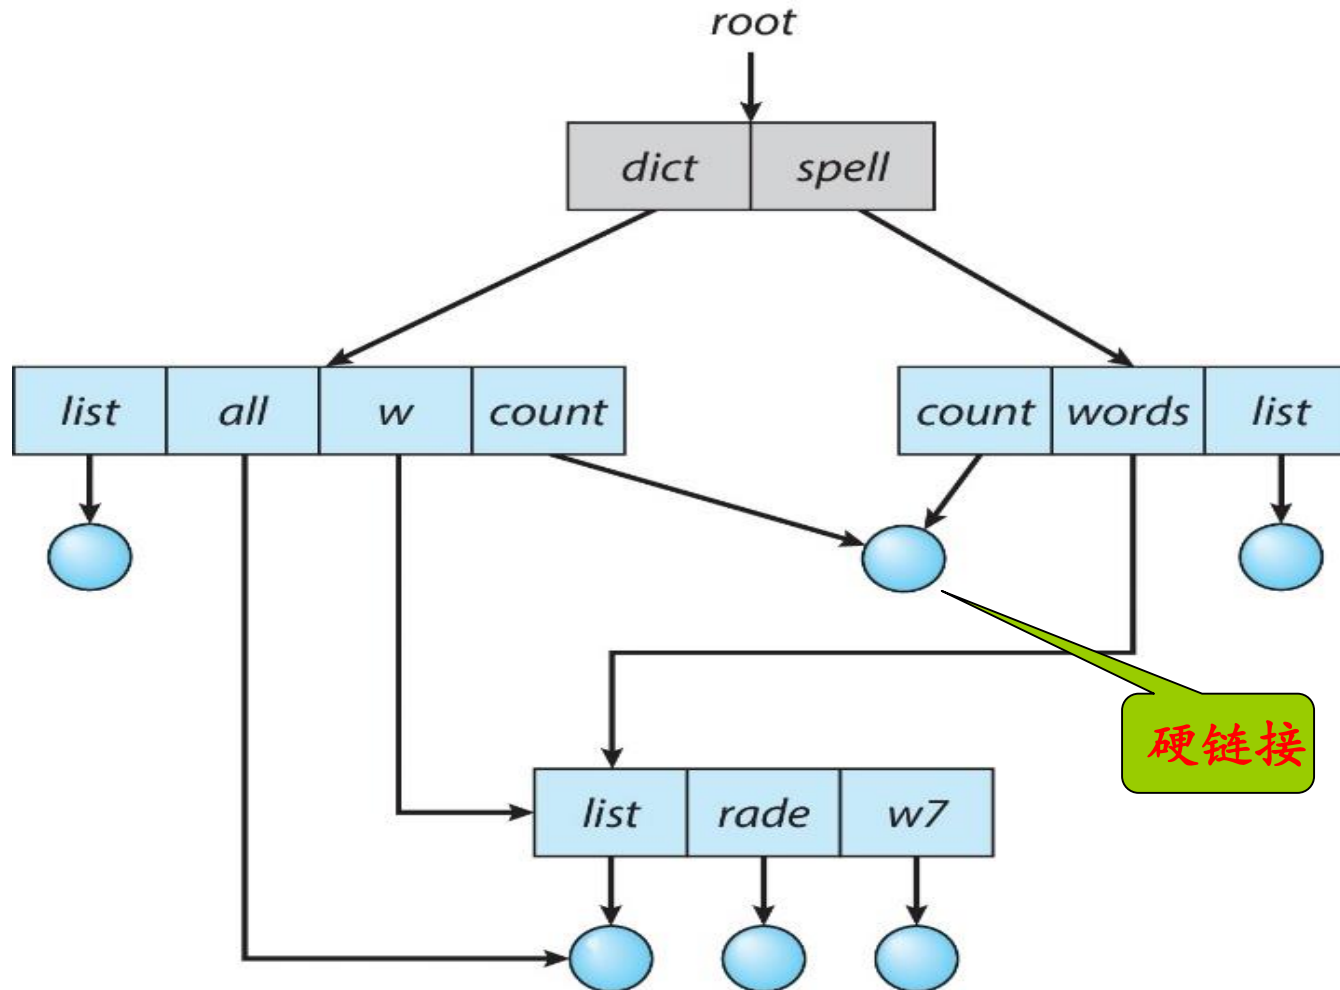 root
dict spell
list all w count
count words list
硬链接
list rade w7